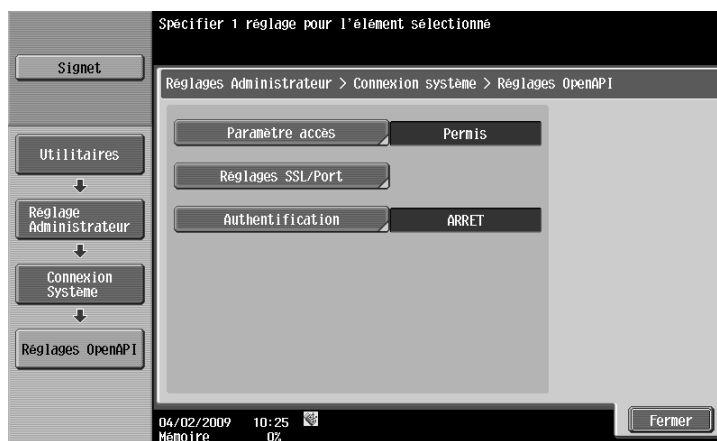 Spécifier 1 réglage pour l'élément sélectionné
Signet
Réglages Administrateur > Connexion système > Réglages OpenAPI
Paramètre accès
Permis
Utilitaires
Réglages SSL/Port
Réglage
Administrateur
Authentification
ARRET
Connexion
Système
Réglages OpenAPI
04/02/2009 10:25
Mémoire 0%
Fermer